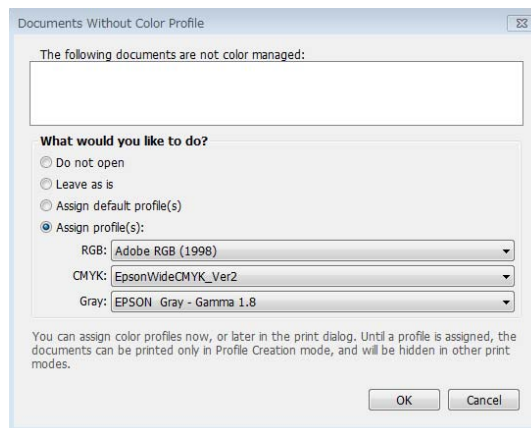 Documents Without Color Profile
The following documents are not color managed:
What would you like to do?
Do not open
Leave as is
Assign default profile(s)
Assign profile(s):
RGB: Adobe RGB (1998)
CMYK: EpsonWideCMYK_Ver2
Gray: EPSON Gray - Gamma 1.8
You can assign color profiles now, or later in the print dialog. Until a profile is assigned, the
documents can be printed only in Profile Creation mode, and will be hidden in other print
modes.
OK Cancel